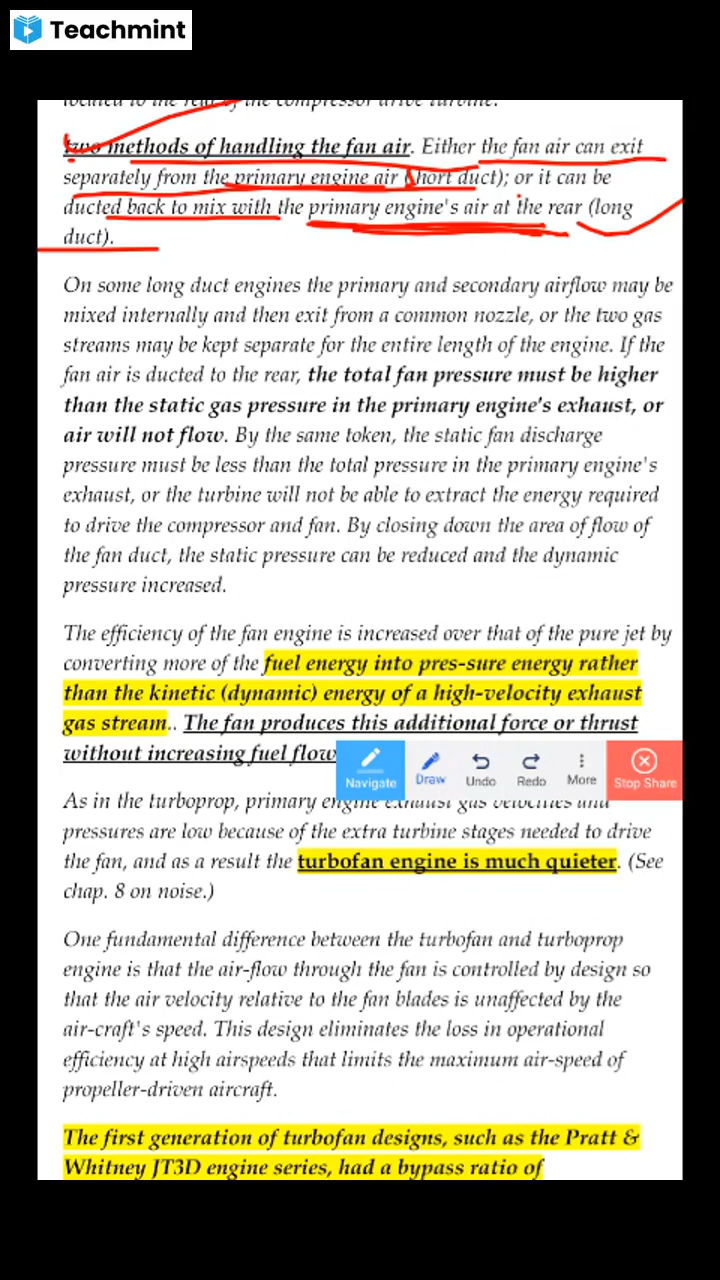 Teachmint
located to the rear of the compressor drive turbine.
two methods of handling the fan air. Either the fan air can exit
separately from the primary engine air (short duct); or it can be
ducted back to mix with the primary engine's air at the rear (long
duct).
On some long duct engines the primary and secondary airflow may be
mixed internally and then exit from a common nozzle, or the two gas
streams may be kept separate for the entire length of the engine. If the
fan air is ducted to the rear, the total fan pressure must be higher
than the static gas pressure in the primary engine's exhaust, or
air will not flow. By the same token, the static fan discharge
pressure must be less than the total pressure in the primary engine's
exhaust, or the turbine will not be able to extract the energy required
to drive the compressor and fan. By closing down the area of flow of
the fan duct, the static pressure can be reduced and the dynamic
pressure increased.
The efficiency of the fan engine is increased over that of the pure jet by
converting more of the fuel energy into pres-sure energy rather
than the kinetic (dynamic) energy of a high-velocity exhaust
gas stream.. The fan produces this additional force or thrust
without increasing fuel flow
Navigate Draw Undo Redo More Stop Share
As in the turboprop, primary engine exhaust gas velocities and
pressures are low because of the extra turbine stages needed to drive
the fan, and as a result the turbofan engine is much quieter. (See
chap. 8 on noise.)
One fundamental difference between the turbofan and turboprop
engine is that the air-flow through the fan is controlled by design so
that the air velocity relative to the fan blades is unaffected by the
air-craft's speed. This design eliminates the loss in operational
efficiency at high airspeeds that limits the maximum air-speed of
propeller-driven aircraft.
The first generation of turbofan designs, such as the Pratt &
Whitney JT3D engine series, had a bypass ratio of